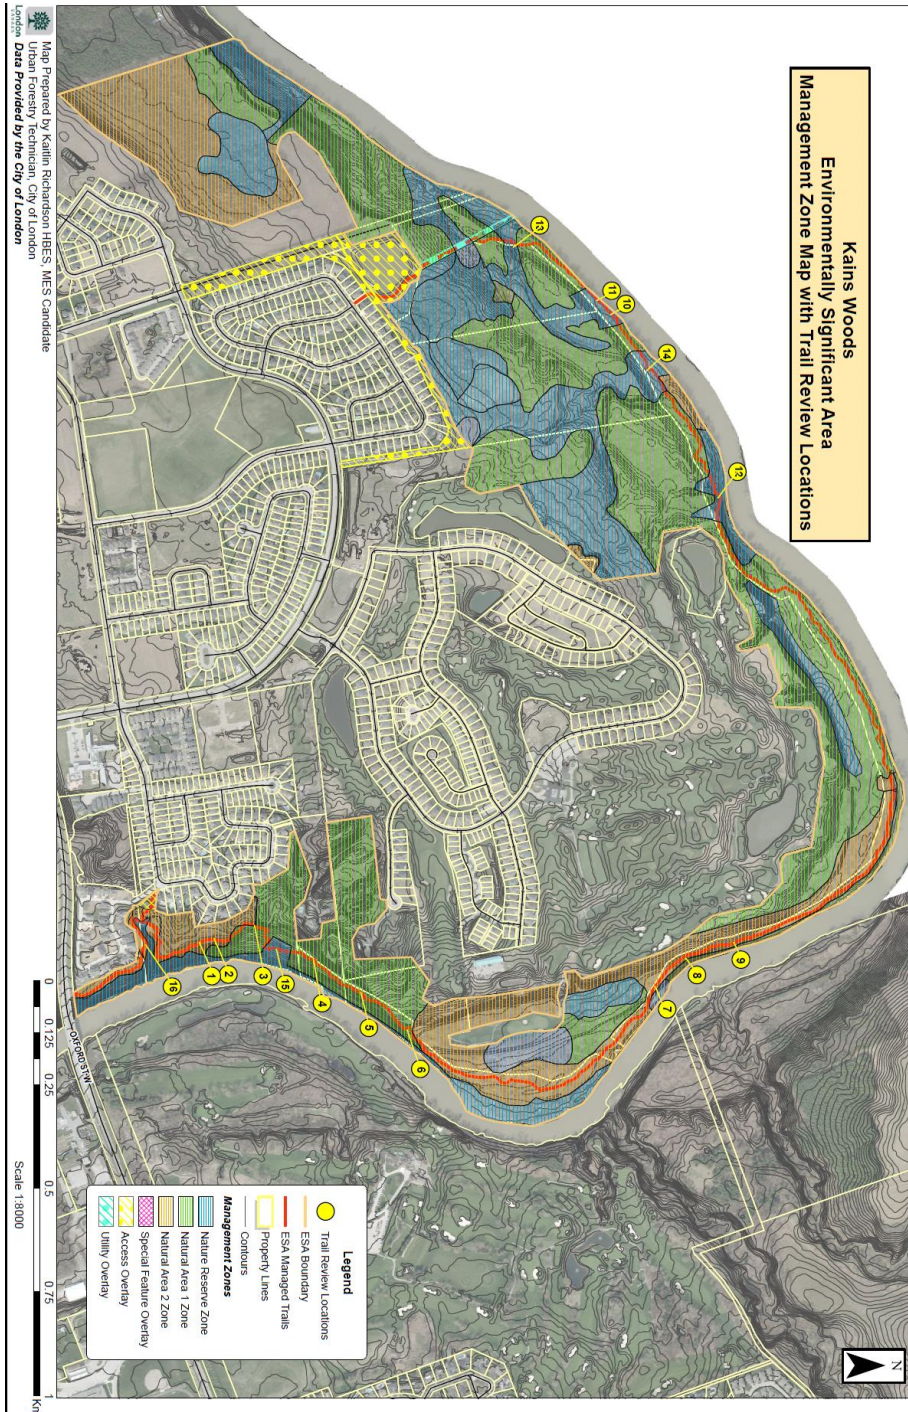 Kains Woods
Environmentally Significant Area
Management Zone Map with Trail Review Locations
13
11
10
14
12
9
8
7
6
5
4
15
3
2
1
16
OXFORD ST W
N
Legend
Trail Review Locations
ESA Boundary
ESA Managed Trails
Property Lines
Contours
Management Zones
Nature Reserve Zone
Natural Area 1 Zone
Natural Area 2 Zone
Special Feature Overlay
Access Overlay
Utility Overlay
0 0.125 0.25 0.5 0.75 1
Km
Scale 1:8000
London
CANADA
Map Prepared by Kaitlin Richardson HBES, MES Candidate
Urban Forestry Technician, City of London
Data Provided by the City of London